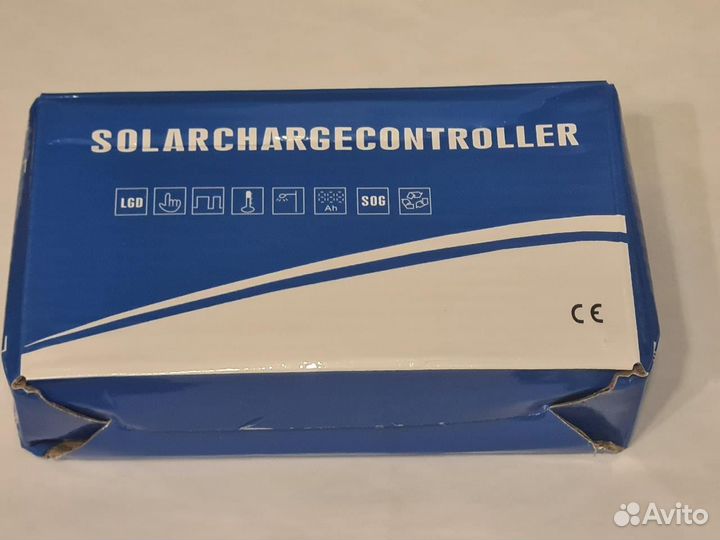 SOLARCHARGECONTROLLER
LGD Ah SOG
CE
Avito